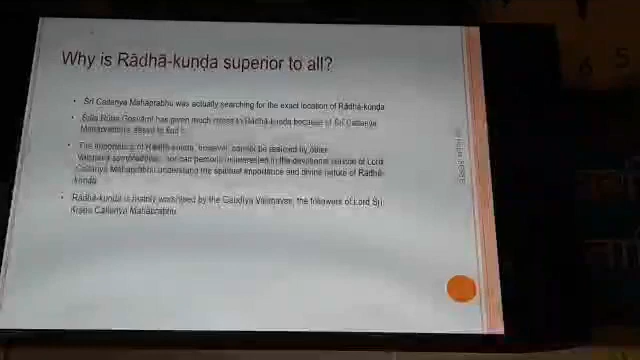 Why is Rādhā-kuṇḍa superior to all?
• Śrī Caitanya Mahāprabhu was actually searching for the exact location of Rādhā-kuṇḍa
• Śrīla Rūpa Gosvāmī has given much stress to Rādhā-kuṇḍa because of Śrī Caitanya
Mahāprabhu's desire to find it.
• The importance of Rādhā-kuṇḍa, however, cannot be realized by other
Vaiṣṇava sampradāyas, nor can persons uninterested in the devotional service of Lord
Caitanya Mahāprabhu understand the spiritual importance and divine nature of Rādhā-
kuṇḍa.
• Rādhā-kuṇḍa is mainly worshiped by the Gauḍīya Vaiṣṇavas, the followers of Lord Śrī
Kṛṣṇa Caitanya Mahāprabhu.
6 5